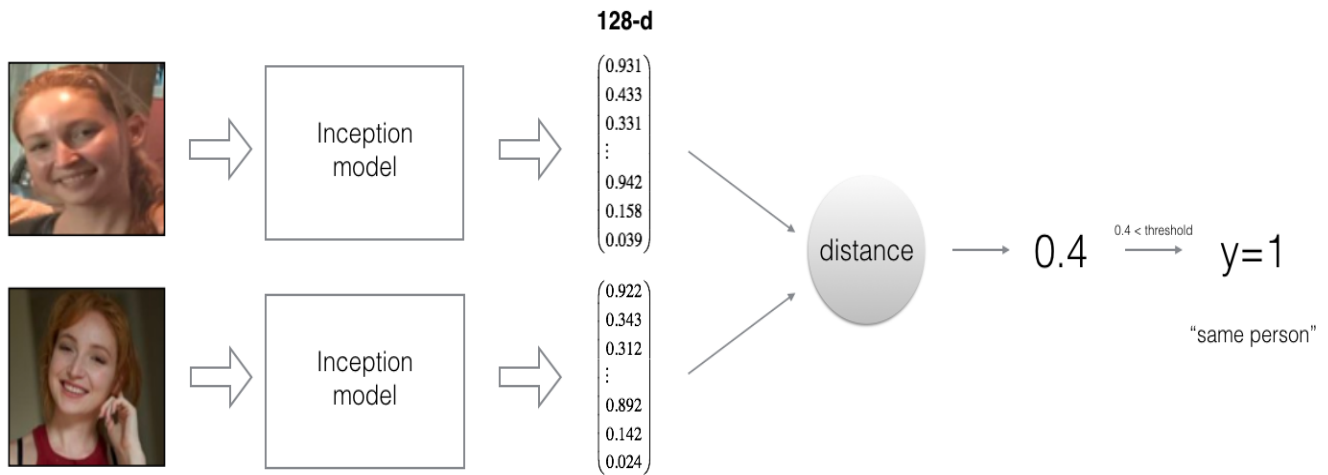 128-d
Inception
model
0.931
0.433
0.331
⋮
0.942
0.158
0.039
Inception
model
0.922
0.343
0.312
⋮
0.892
0.142
0.024
distance
0.4
0.4 < threshold
y=1
“same person”